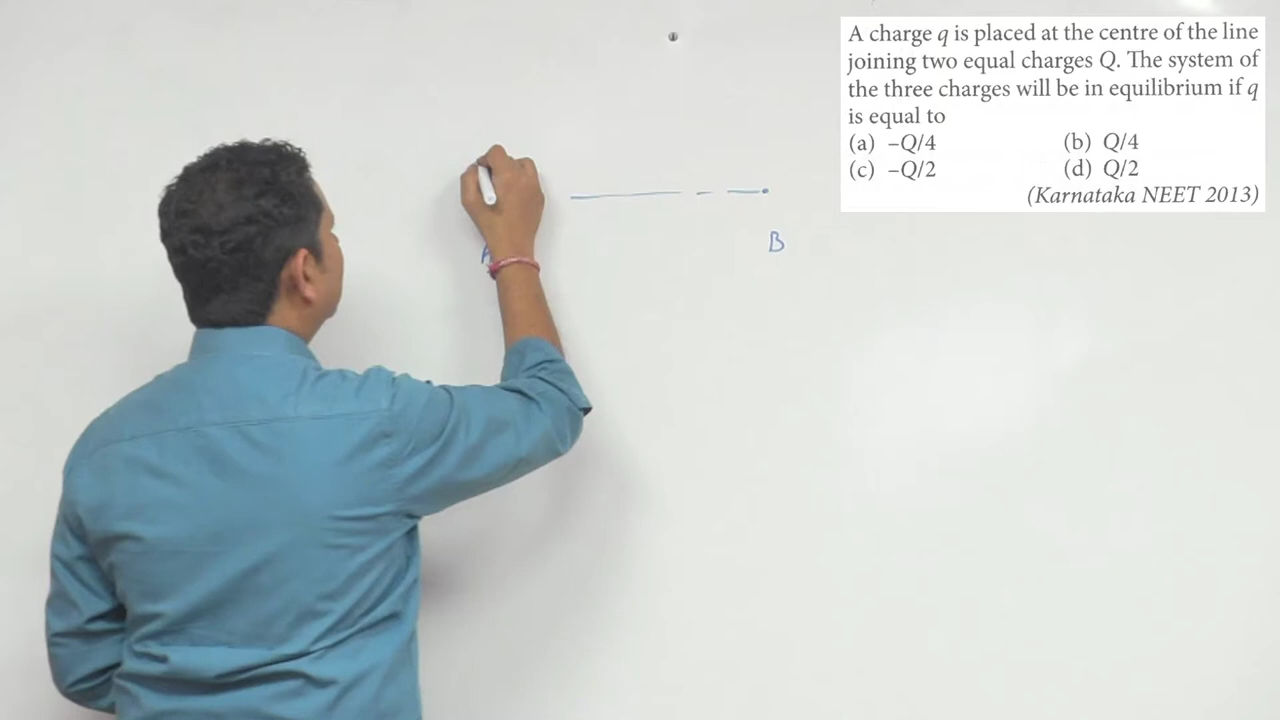 A charge q is placed at the centre of the line
joining two equal charges Q. The system of
the three charges will be in equilibrium if q
is equal to
(a) –Q/4 (b) Q/4
(c) –Q/2 (d) Q/2
(Karnataka NEET 2013)
A B